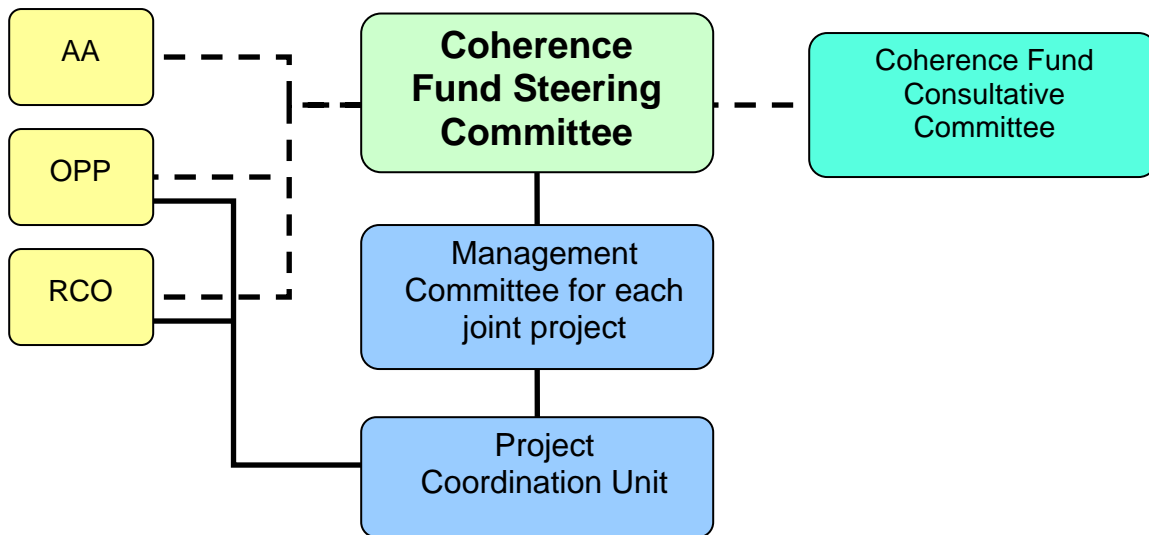 AA
OPP
RCO
Coherence
Fund Steering
Committee
Coherence Fund
Consultative
Committee
Management
Committee for each
joint project
Project
Coordination Unit